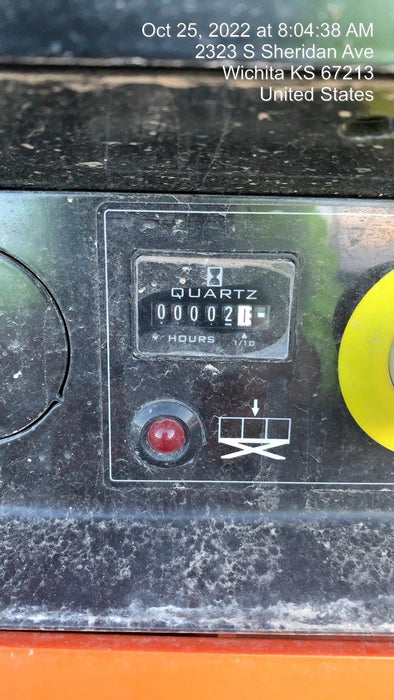 Oct 25, 2022 at 8:04:38 AM
2323 S Sheridan Ave
Wichita KS 67213
United States
QUARTZ
00002
HOURS 1/10